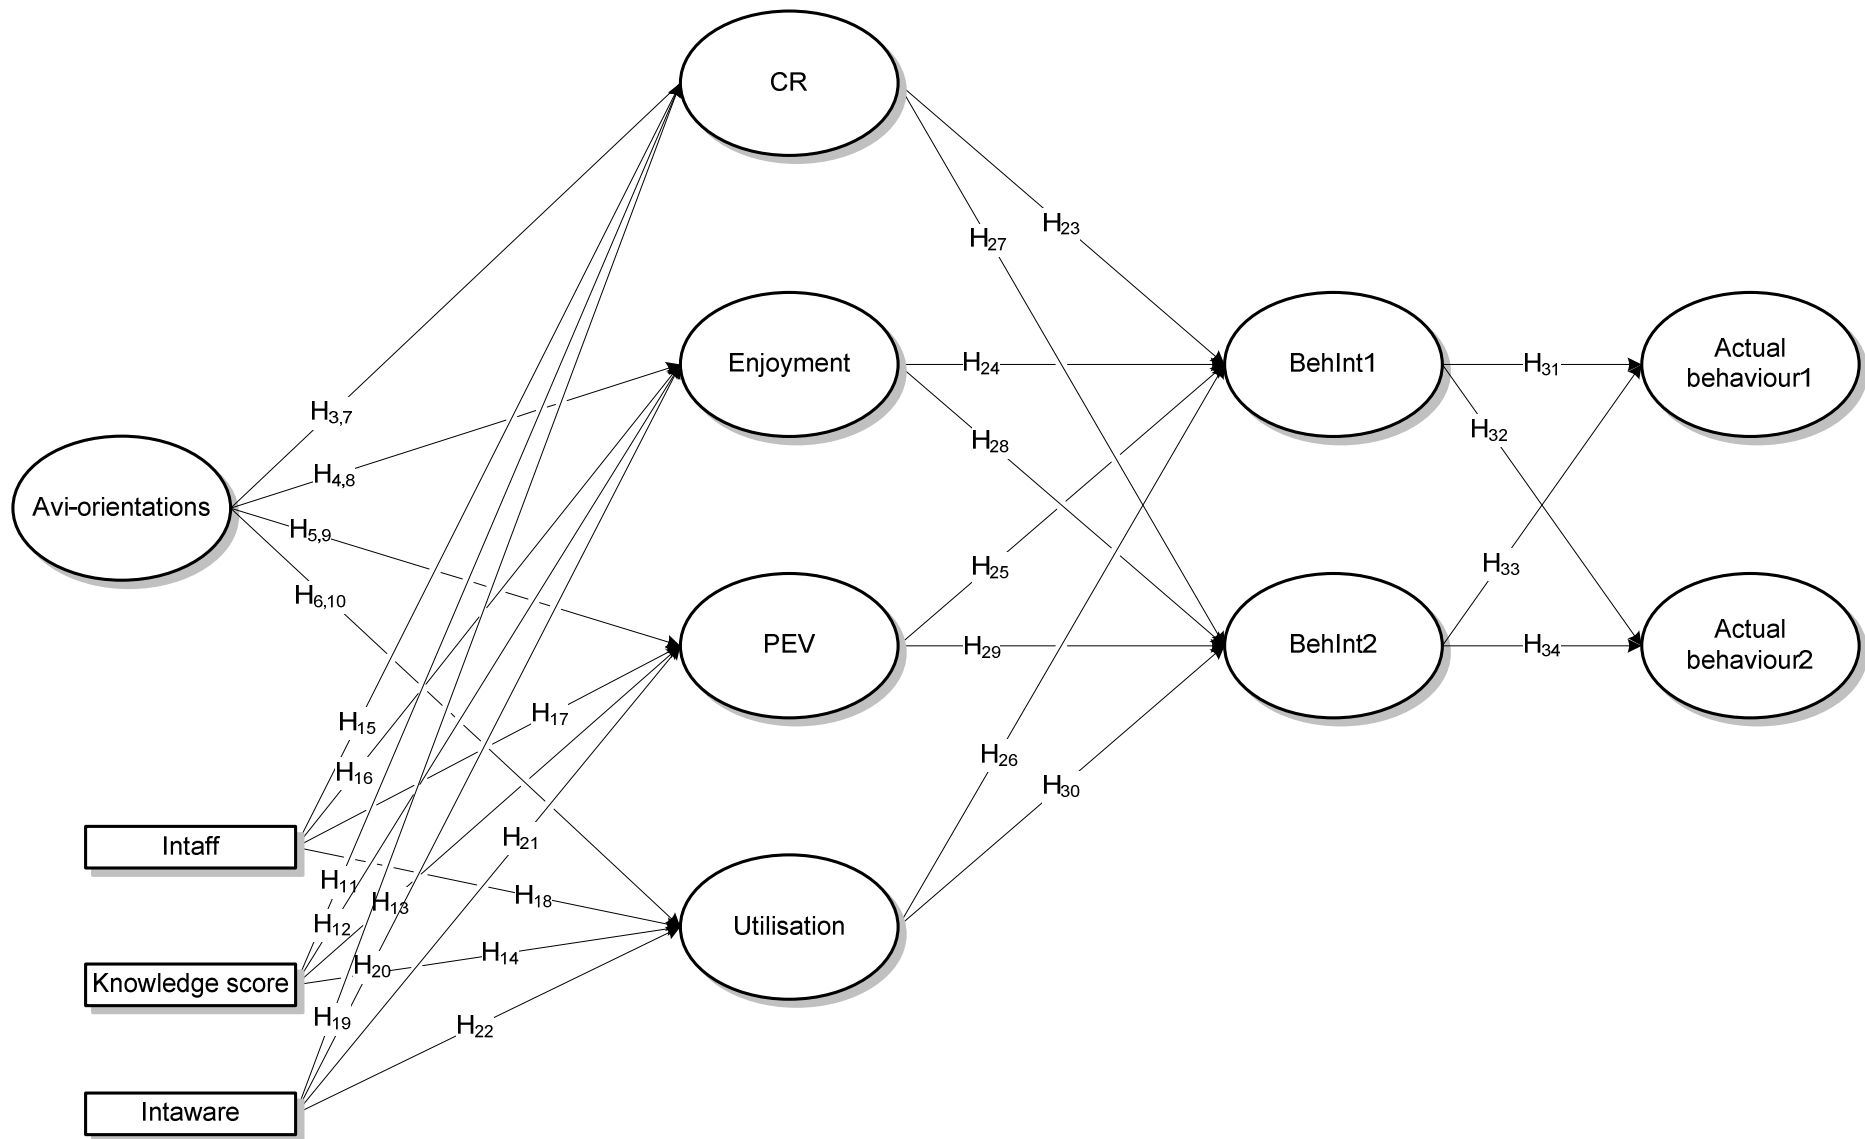 CR
H23
H27
Enjoyment
H24
BehInt1
H31
Actual
behaviour1
H3,7
H32
H28
H4,8
Avi-orientations
H5,9
H25
H33
H6,10
PEV
H29
BehInt2
H34
Actual
behaviour2
H17
H15
H26
H16
H30
H21
Intaff
H11
H18
H13
H12
Utilisation
H14
H20
Knowledge score
H19
H22
Intaware